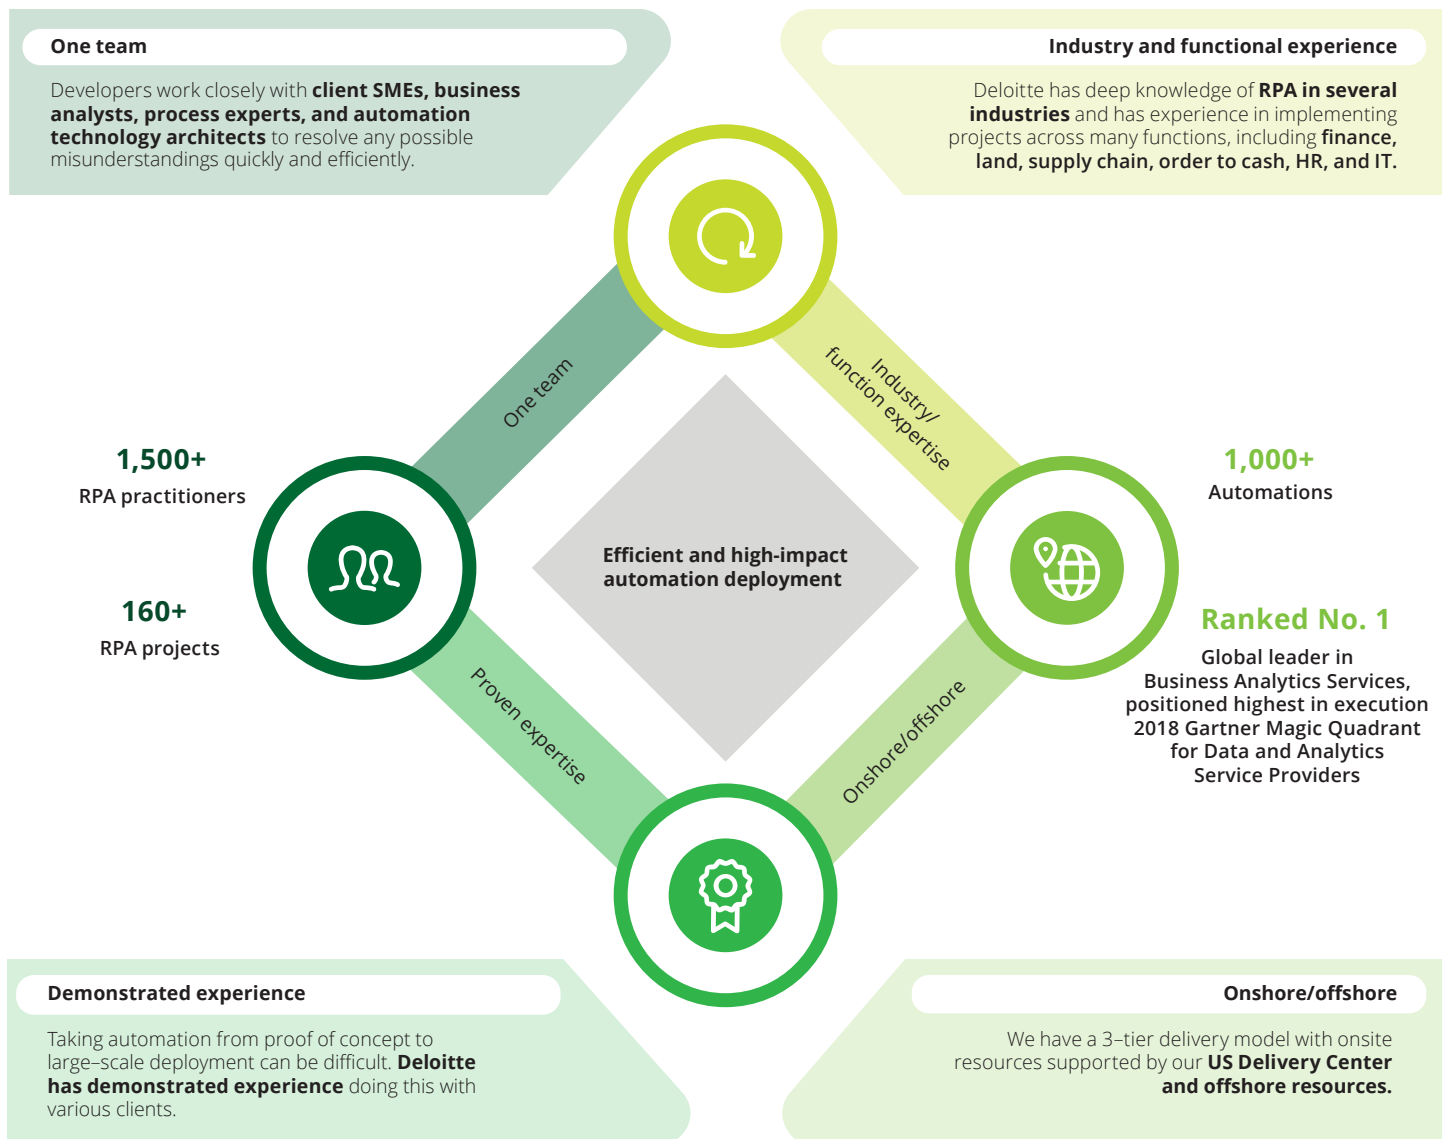 One team
Developers work closely with client SMEs, business
analysts, process experts, and automation
technology architects to resolve any possible
misunderstandings quickly and efficiently.
Industry and functional experience
Deloitte has deep knowledge of RPA in several
industries and has experience in implementing
projects across many functions, including finance,
land, supply chain, order to cash, HR, and IT.
One team
Industry/
function expertise
1,500+
RPA practitioners
160+
RPA projects
Efficient and high-impact
automation deployment
1,000+
Automations
Ranked No. 1
Global leader in
Business Analytics Services,
positioned highest in execution
2018 Gartner Magic Quadrant
for Data and Analytics
Service Providers
Proven expertise
Onshore/offshore
Demonstrated experience
Taking automation from proof of concept to
large–scale deployment can be difficult. Deloitte
has demonstrated experience doing this with
various clients.
Onshore/offshore
We have a 3–tier delivery model with onsite
resources supported by our US Delivery Center
and offshore resources.